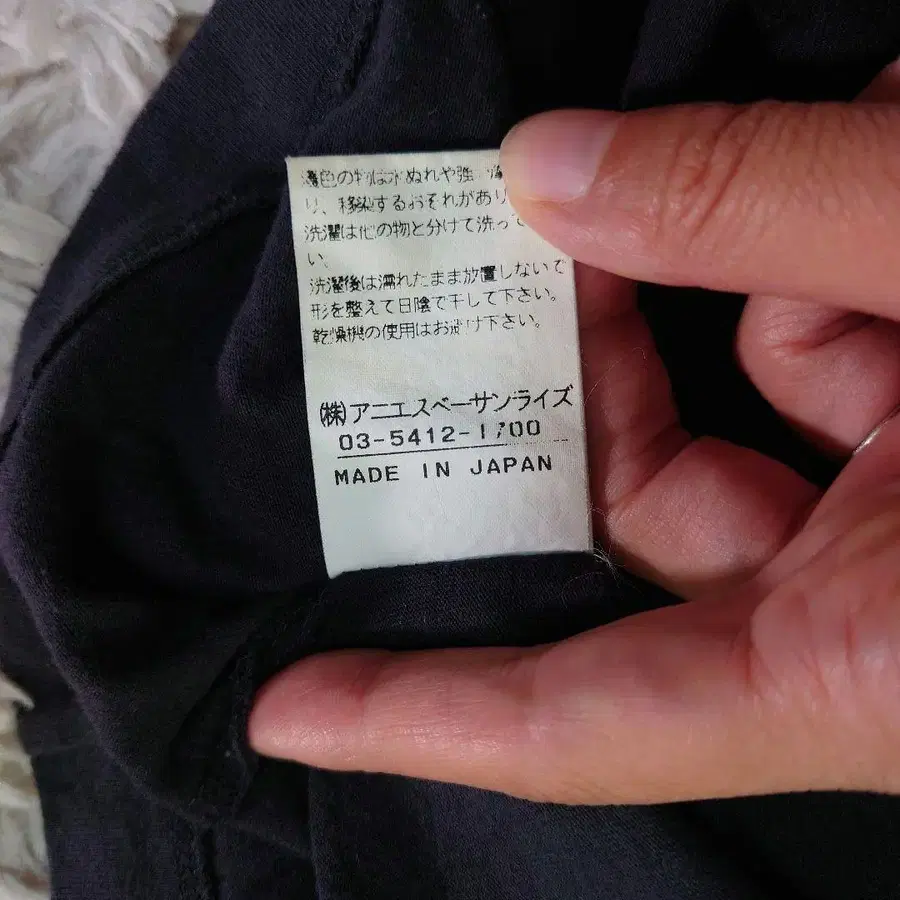 濃色の物は水ぬれや強い摩
り、移染するおそれがあり
洗濯は他の物と分けて洗って
い。
洗濯後は濡れたまま放置しないで
形を整えて日陰で干して下さい。
乾燥機の使用はお避け下さい。
(株)アニエスベーサンライズ
03-5412-1700
MADE IN JAPAN